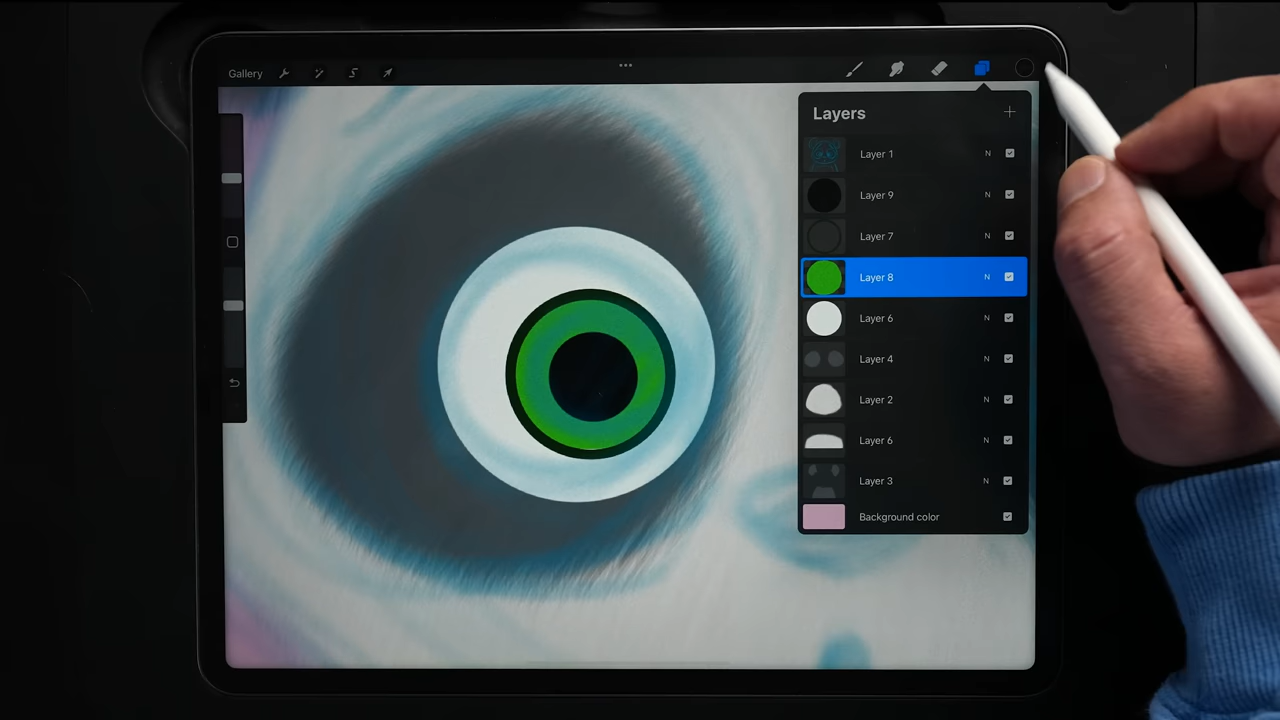 Gallery
Layers
Layer 1 N
Layer 9 N
Layer 7 N
Layer 8 N
Layer 6 N
Layer 4 N
Layer 2 N
Layer 6 N
Layer 3 N
Background color